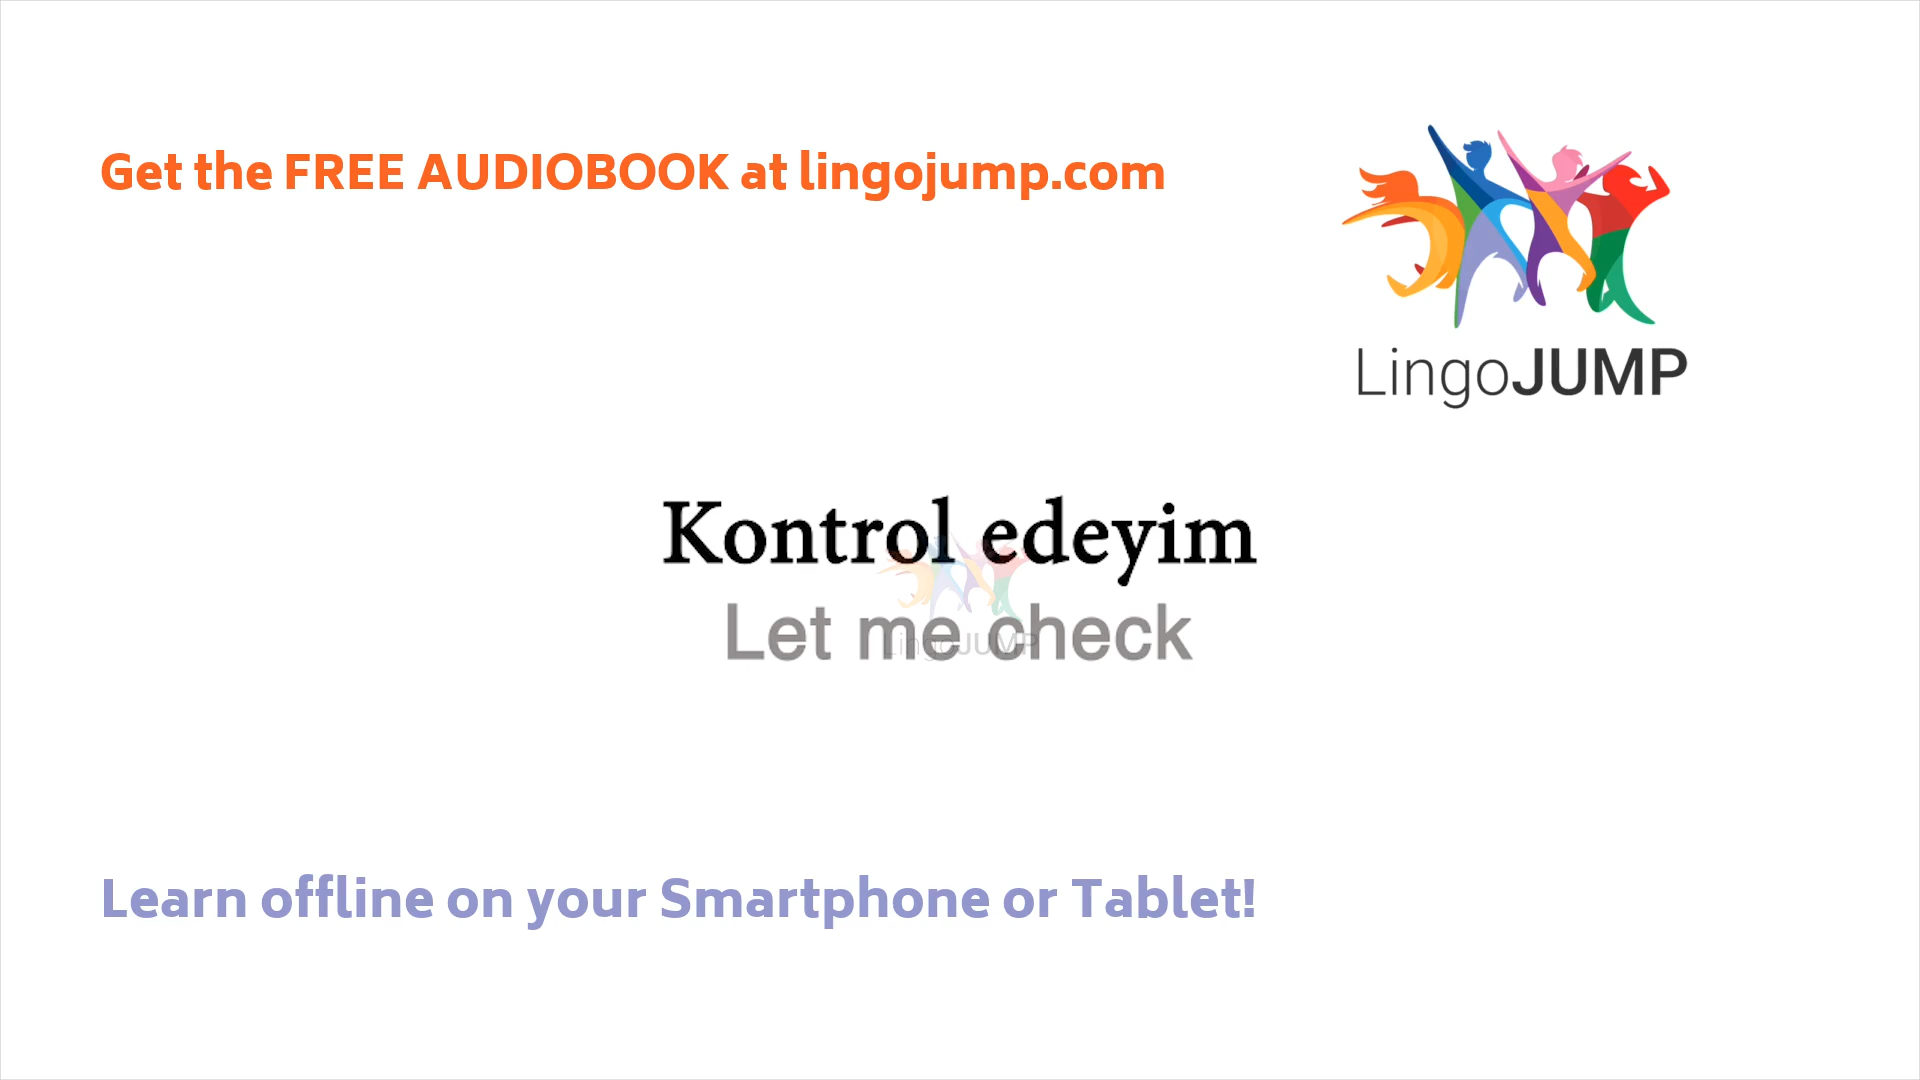 Get the FREE AUDIOBOOK at lingojump.com
LingoJUMP
Kontrol edeyim
Let me check
LingoJUMP
Learn offline on your Smartphone or Tablet!